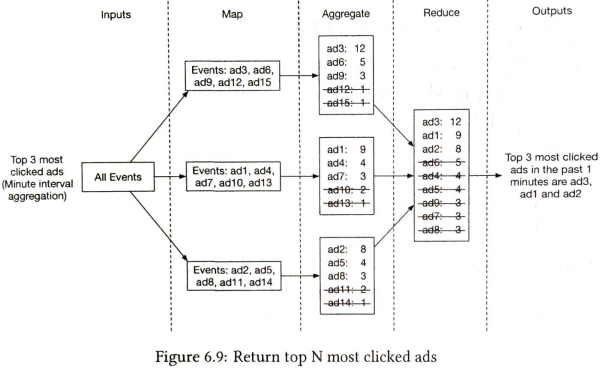 Inputs
Map
Aggregate
Reduce
Outputs
Top 3 most
clicked ads
(Minute interval
aggregation)
All Events
Events: ad3, ad6,
ad9, ad12, ad15
Events: ad1, ad4,
ad7, ad10, ad13
Events: ad2, ad5,
ad8, ad11, ad14
ad3: 12
ad6: 5
ad9: 3
ad12: 1
ad15: 1
ad1: 9
ad4: 4
ad7: 3
ad10: 2
ad13: 1
ad2: 8
ad5: 4
ad8: 3
ad11: 2
ad14: 1
ad3: 12
ad1: 9
ad2: 8
ad6: 5
ad4: 4
ad5: 4
ad9: 3
ad7: 3
ad8: 3
Top 3 most clicked
ads in the past 1
minutes are ad3,
ad1 and ad2
Figure 6.9: Return top N most clicked ads